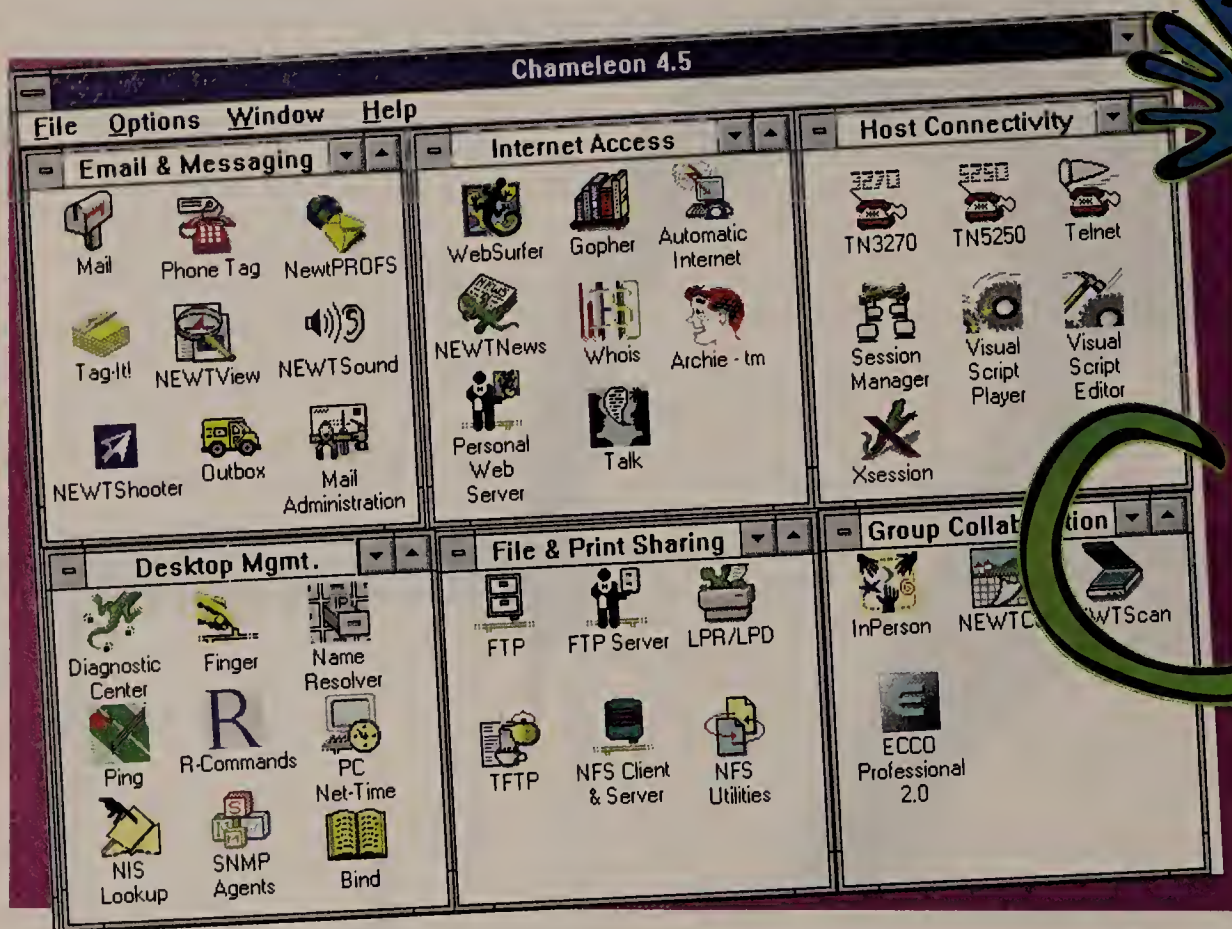 Chameleon 4.5
File Options Window Help
Email & Messaging
Mail
Phone Tag
NewtPROFS
Tag-It!
NEWTView
NEWTSound
NEWTShooter
Outbox
Mail
Administration
Internet Access
WebSurfer
Gopher
Automatic
Internet
NEWS
NEWTNews
Whois
Archie - tm
Personal
Web
Server
Talk
Host Connectivity
3270
TN3270
5250
TN5250
Telnet
Session
Manager
Visual
Script
Player
Visual
Script
Editor
X
Xsession
Desktop Mgmt.
Diagnostic
Center
Finger
IP
Name
Resolver
Ping
R
R-Commands
PC
Net-Time
NIS
Lookup
S
N
M
SNMP
Agents
Bind
File & Print Sharing
FTP
FTP Server
LPR/LPD
TFTP
NFS Client
& Server
NFS
Utilities
Group Collab tion
InPerson
NEWTC
WTScan
E
ECCO
Professional
2.0